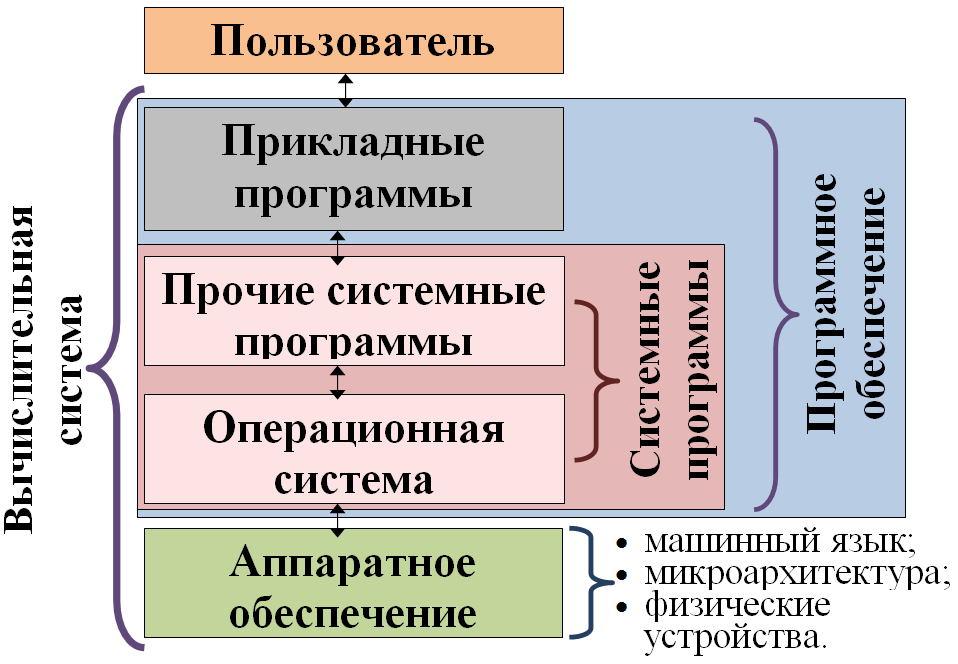 Пользователь
Прикладные
программы
Прочие системные
программы
Операционная
система
Аппаратное
обеспечение
Вычислительная
система
Системные
программы
Программное
обеспечение
• машинный язык;
• микроархитектура;
• физические
устройства.